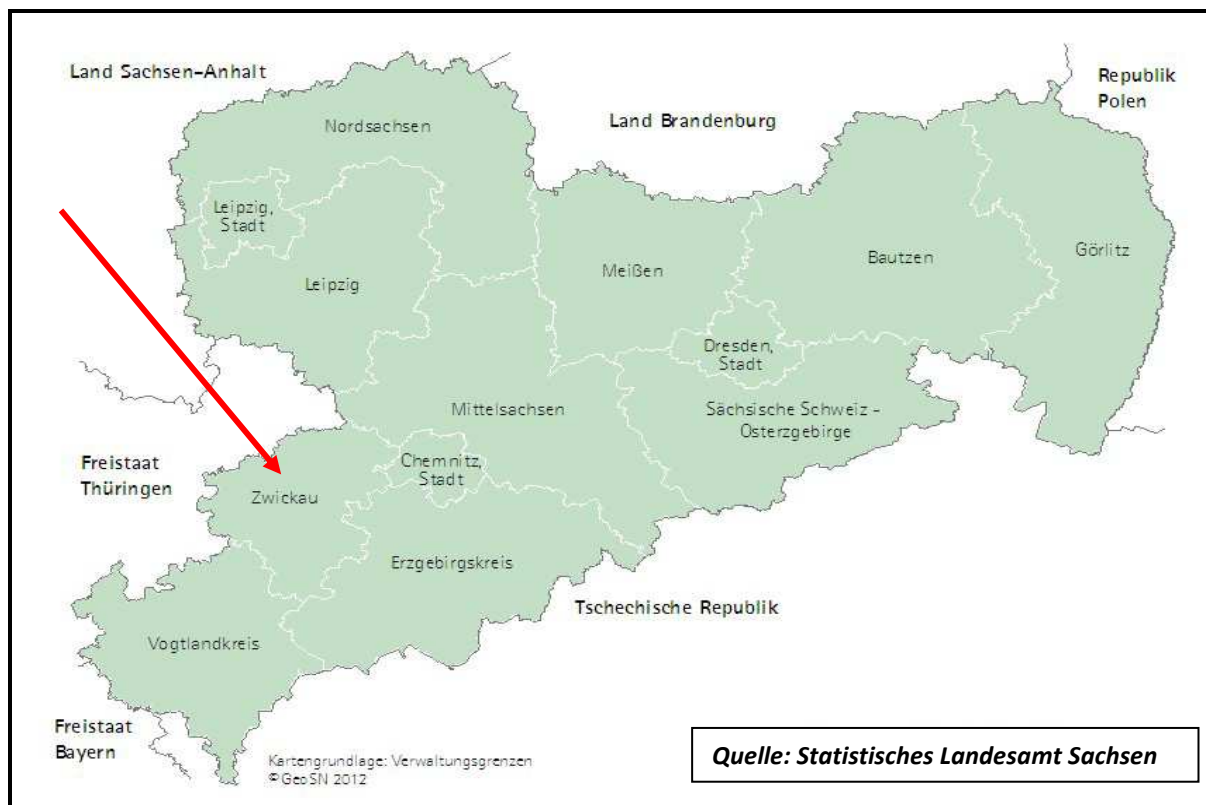 Land Sachsen-Anhalt
Republik
Polen
Land Brandenburg
Nordsachsen
Leipzig,
Stadt
Leipzig
Meißen
Bautzen
Görlitz
Dresden,
Stadt
Mittelsachsen
Sächsische Schweiz -
Osterzgebirge
Freistaat
Thüringen
Chemnitz,
Stadt
Zwickau
Erzgebirgskreis
Tschechische Republik
Vogtlandkreis
Freistaat
Bayern
Kartengrundlage: Verwaltungsgrenzen
©GeoSN 2012
Quelle: Statistisches Landesamt Sachsen